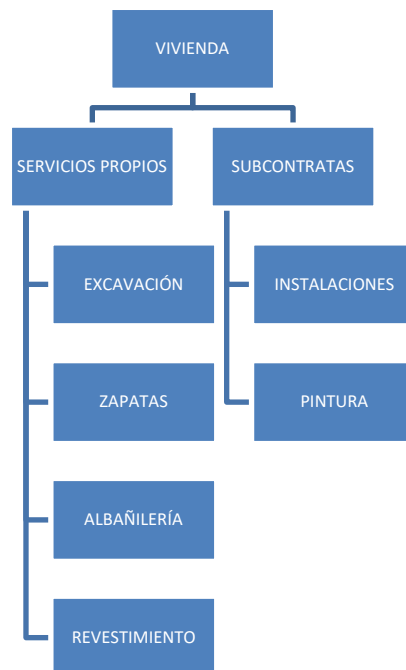 VIVIENDA
SERVICIOS PROPIOS
SUBCONTRATAS
EXCAVACIÓN
INSTALACIONES
ZAPATAS
PINTURA
ALBAÑILERÍA
REVESTIMIENTO